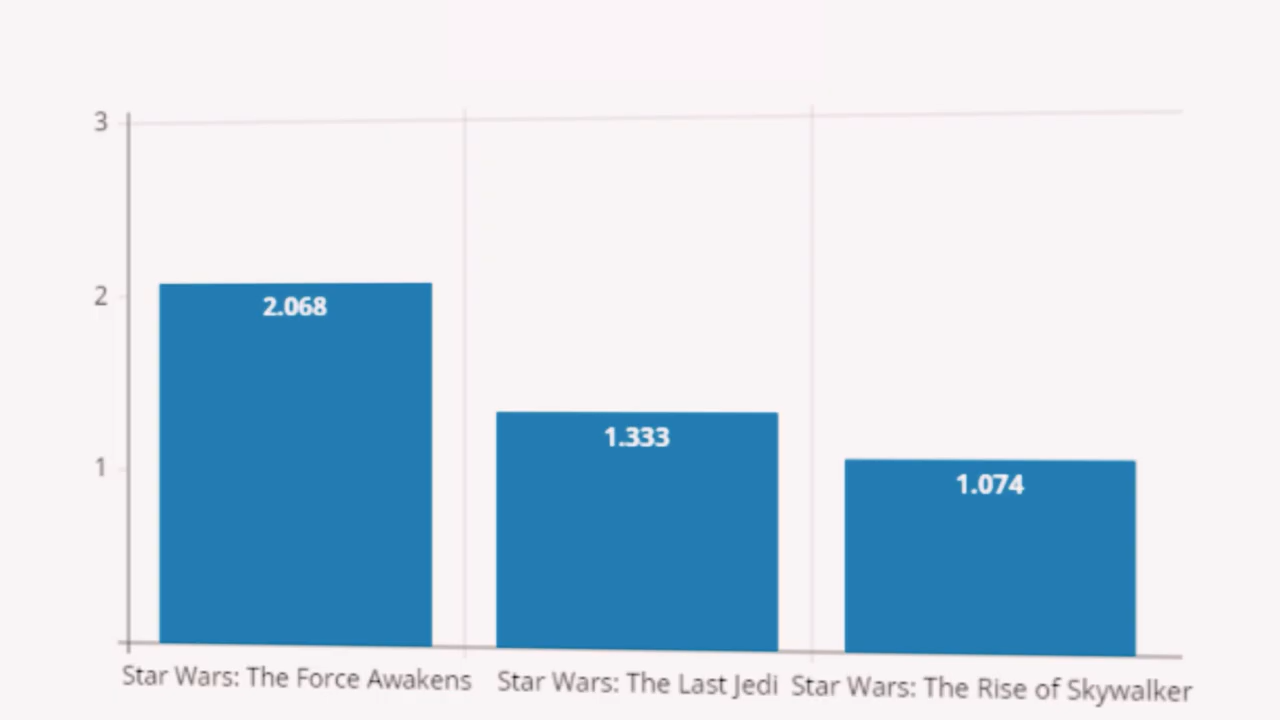 3
2
1
2.068
1.333
1.074
Star Wars: The Force Awakens
Star Wars: The Last Jedi
Star Wars: The Rise of Skywalker